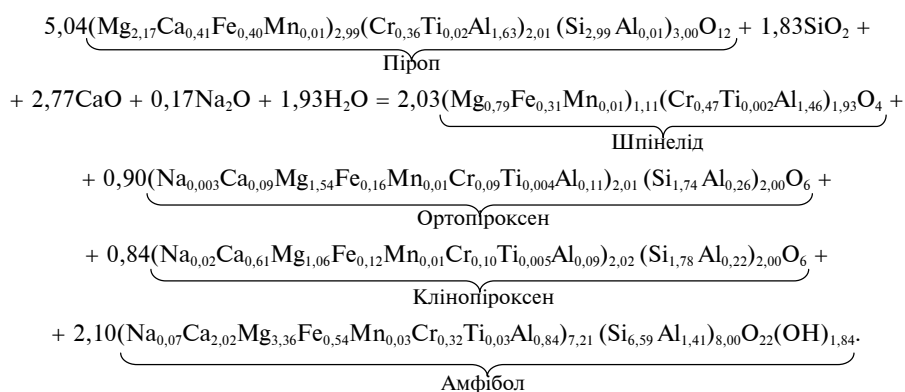 5,04(Mg₂,₁₇Ca₀,₄₁Fe₀,₄₀Mn₀,₀₁)₂,₉₉(Cr₀,₃₆Ti₀,₀₂Al₁,₆₃)₂,₀₁ (Si₂,₉₉ Al₀,₀₁)₃,₀₀O₁₂ + 1,83SiO₂ +
Піроп
+ 2,77CaO + 0,17Na₂O + 1,93H₂O = 2,03(Mg₀,₇₉Fe₀,₃₁Mn₀,₀₁)₁,₁₁(Cr₀,₄₇Ti₀,₀₀₂Al₁,₄₆)₁,₉₃O₄ +
Шпінелід
+ 0,90(Na₀,₀₀₃Ca₀,₀₉Mg₁,₅₄Fe₀,₁₆Mn₀,₀₁Cr₀,₀₉Ti₀,₀₀₄Al₀,₁₁)₂,₀₁ (Si₁,₇₄ Al₀,₂₆)₂,₀₀O₆ +
Ортопіроксен
+ 0,84(Na₀,₀₂Ca₀,₆₁Mg₁,₀₆Fe₀,₁₂Mn₀,₀₁Cr₀,₁₀Ti₀,₀₀₅Al₀,₀₉)₂,₀₂ (Si₁,₇₈ Al₀,₂₂)₂,₀₀O₆ +
Клінопіроксен
+ 2,10(Na₀,₀₇Ca₂,₀₂Mg₃,₃₆Fe₀,₅₄Mn₀,₀₃Cr₀,₃₂Ti₀,₀₃Al₀,₈₄)₇,₂₁ (Si₆,₅₉ Al₁,₄₁)₈,₀₀O₂₂(OH)₁,₈₄.
Амфібол